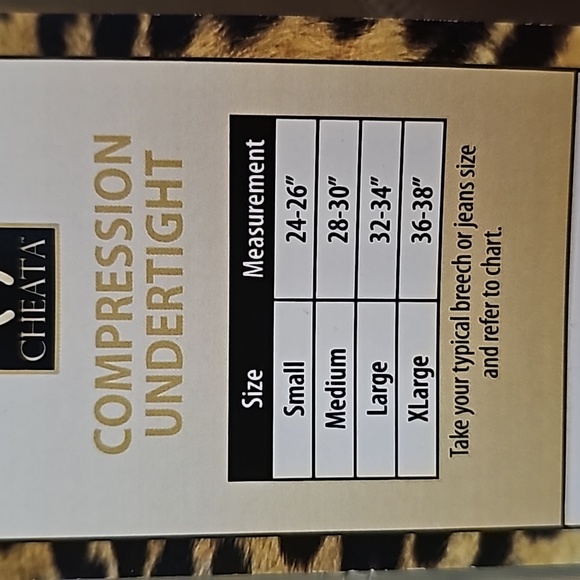 CHEATA™
COMPRESSION
UNDERTIGHT
Size Measurement
Small 24-26"
Medium 28-30"
Large 32-34"
XLarge 36-38"
Take your typical breech or jeans size
and refer to chart.